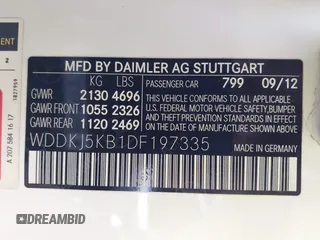 MFD BY DAIMLER AG STUTTGART
KG LBS
PASSENGER CAR 799 09/12
GVWR 2130 4696
GAWR FRONT 1055 2326
GAWR REAR 1120 2469
THIS VEHICLE CONFORMS TO ALL APPLICABLE
U.S. FEDERAL MOTOR VEHICLE SAFETY,BUMPER
AND THEFT PREVENTION STANDARDS IN EFFECT
ON THE DATE OF MANUFACTURE SHOWN ABOVE
WDDKJ5KB1DF197335
MADE IN GERMANY
A 207 584 16 17
2
BIDFAX